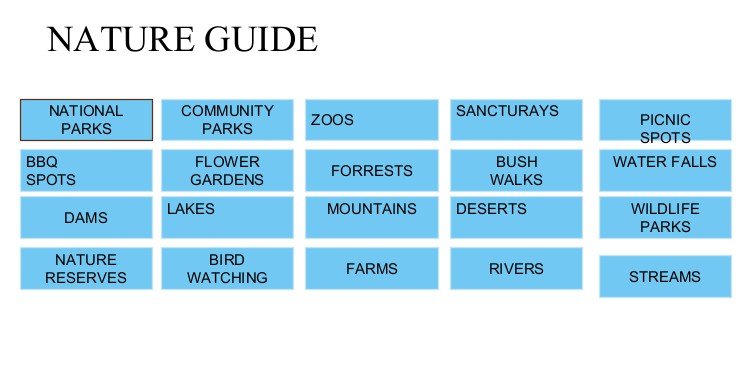 NATURE GUIDE
NATIONAL
PARKS
COMMUNITY
PARKS
ZOOS
SANCTURAYS
PICNIC
SPOTS
BBQ
SPOTS
FLOWER
GARDENS
FORRESTS
BUSH
WALKS
WATER FALLS
DAMS
LAKES
MOUNTAINS
DESERTS
WILDLIFE
PARKS
NATURE
RESERVES
BIRD
WATCHING
FARMS
RIVERS
STREAMS